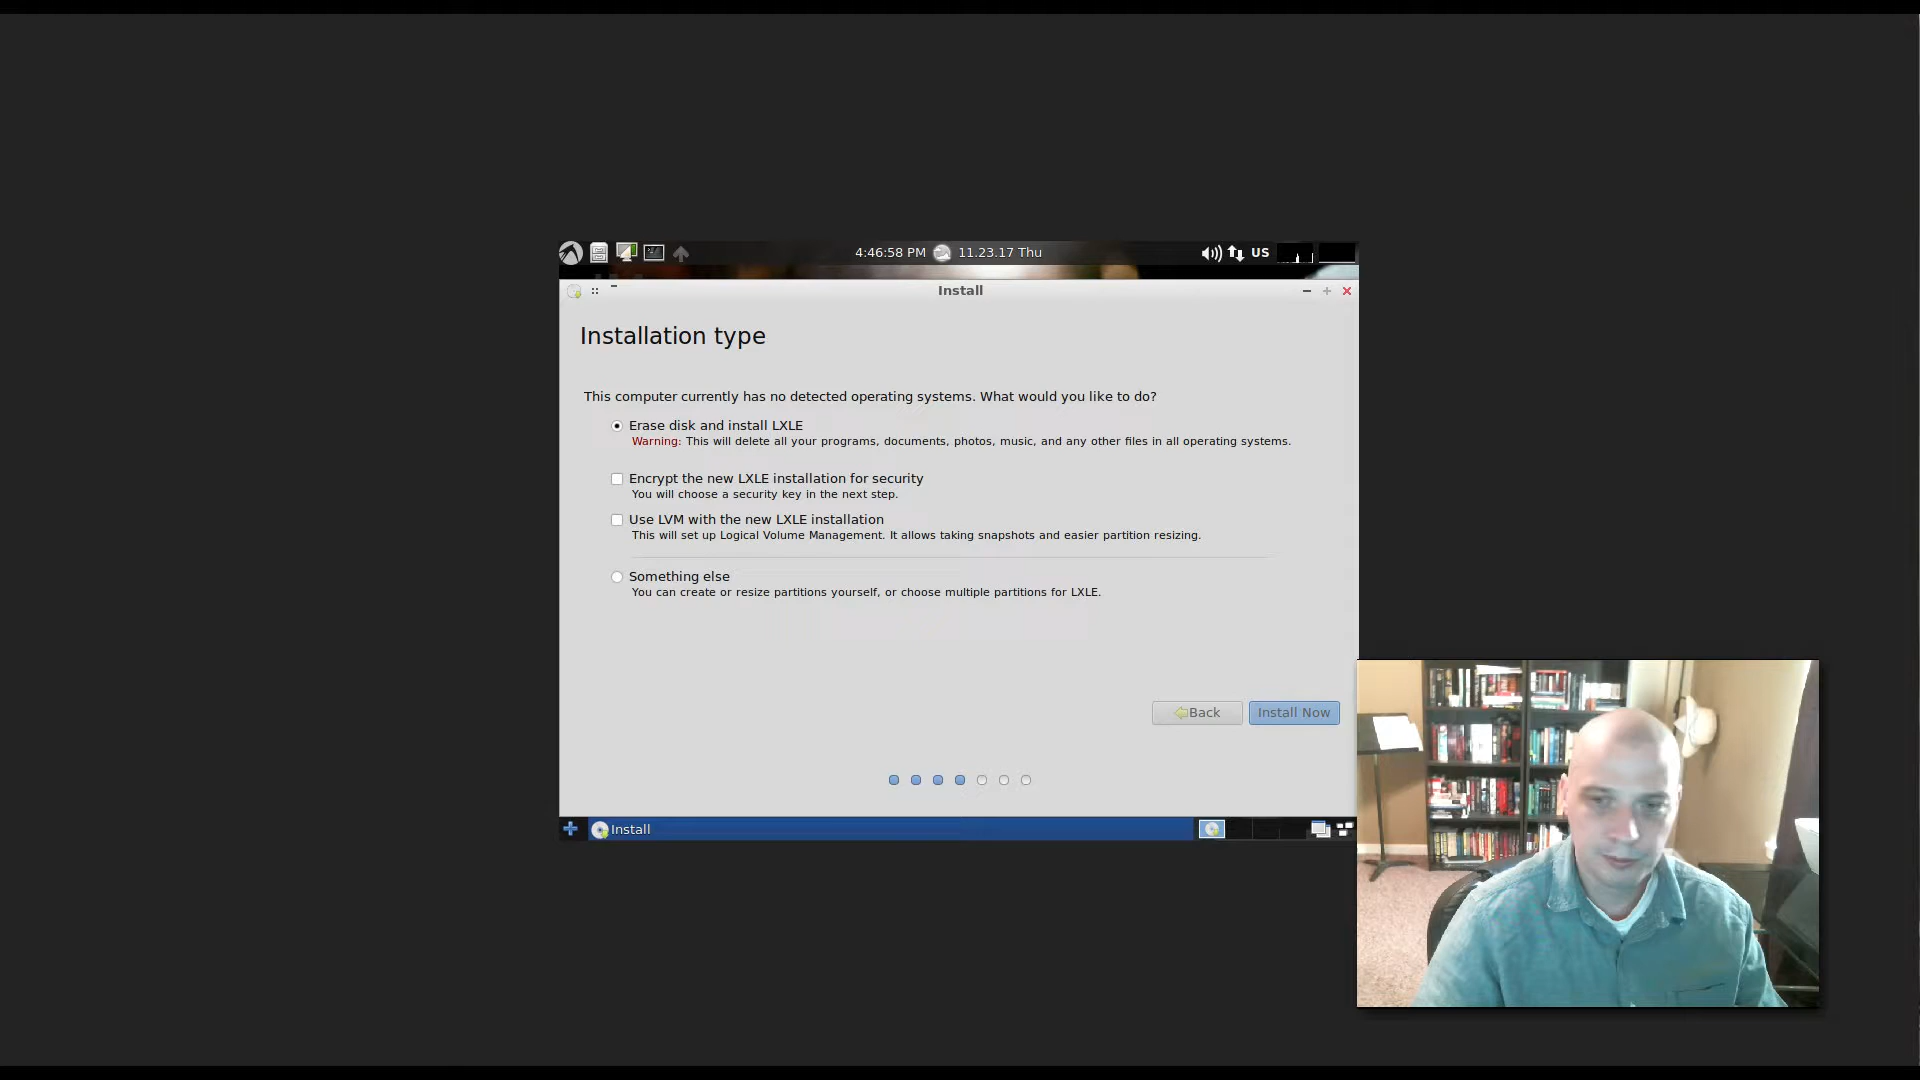 4:46:58 PM 11.23.17 Thu US
Install
Installation type
This computer currently has no detected operating systems. What would you like to do?
Erase disk and install LXLE
Warning: This will delete all your programs, documents, photos, music, and any other files in all operating systems.
Encrypt the new LXLE installation for security
You will choose a security key in the next step.
Use LVM with the new LXLE installation
This will set up Logical Volume Management. It allows taking snapshots and easier partition resizing.
Something else
You can create or resize partitions yourself, or choose multiple partitions for LXLE.
Back Install Now
Install